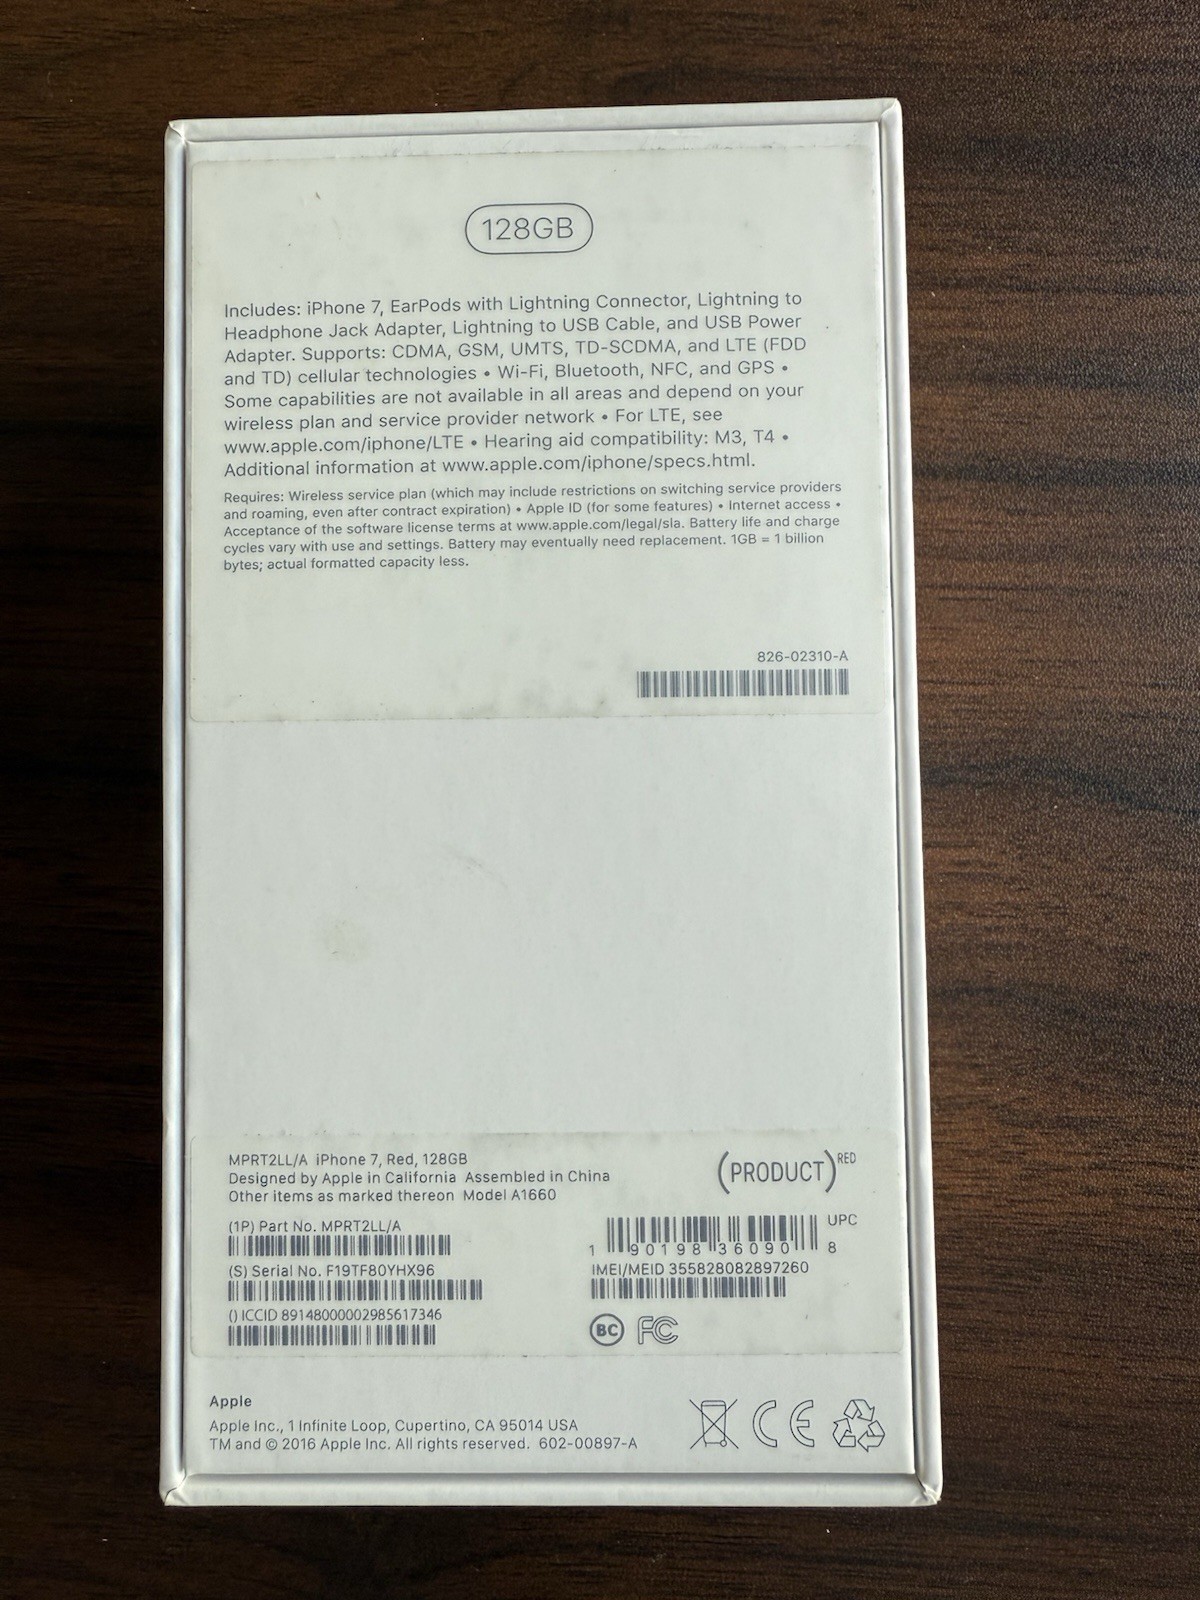 128GB
Includes: iPhone 7, EarPods with Lightning Connector, Lightning to
Headphone Jack Adapter, Lightning to USB Cable, and USB Power
Adapter. Supports: CDMA, GSM, UMTS, TD-SCDMA, and LTE (FDD
and TD) cellular technologies • Wi-Fi, Bluetooth, NFC, and GPS •
Some capabilities are not available in all areas and depend on your
wireless plan and service provider network • For LTE, see
www.apple.com/iphone/LTE • Hearing aid compatibility: M3, T4 •
Additional information at www.apple.com/iphone/specs.html.
Requires: Wireless service plan (which may include restrictions on switching service providers
and roaming, even after contract expiration) • Apple ID (for some features) • Internet access •
Acceptance of the software license terms at www.apple.com/legal/sla. Battery life and charge
cycles vary with use and settings. Battery may eventually need replacement. 1GB = 1 billion
bytes; actual formatted capacity less.
826-02310-A
MPRT2LL/A iPhone 7, Red, 128GB
Designed by Apple in California Assembled in China
Other items as marked thereon Model A1660
(PRODUCT)RED
(1P) Part No. MPRT2LL/A
(S) Serial No. F19TF80YHX96
() ICCID 89148000002985617346
UPC
1 90198 36090 8
IMEI/MEID 355828082897260
BC FC
Apple
Apple Inc., 1 Infinite Loop, Cupertino, CA 95014 USA
TM and © 2016 Apple Inc. All rights reserved. 602-00897-A
CE